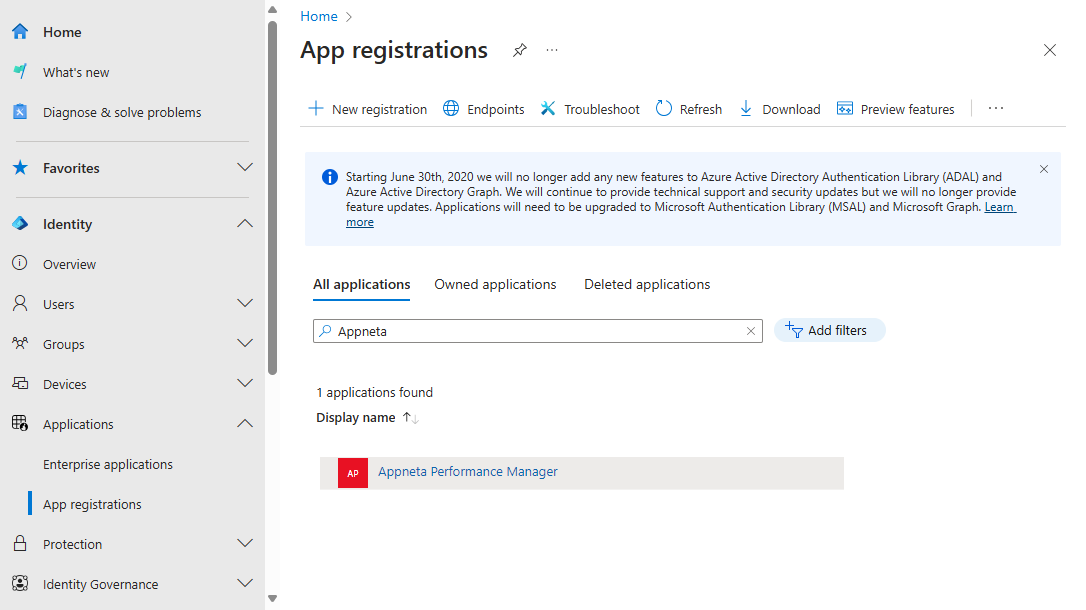 Home
What's new
Diagnose & solve problems
Favorites
Identity
Overview
Users
Groups
Devices
Applications
Enterprise applications
App registrations
Protection
Identity Governance
Home
App registrations
New registration Endpoints Troubleshoot Refresh Download Preview features
Starting June 30th, 2020 we will no longer add any new features to Azure Active Directory Authentication Library (ADAL) and
Azure Active Directory Graph. We will continue to provide technical support and security updates but we will no longer provide
feature updates. Applications will need to be upgraded to Microsoft Authentication Library (MSAL) and Microsoft Graph. Learn
more
All applications Owned applications Deleted applications
Appneta Add filters
1 applications found
Display name
AP Appneta Performance Manager